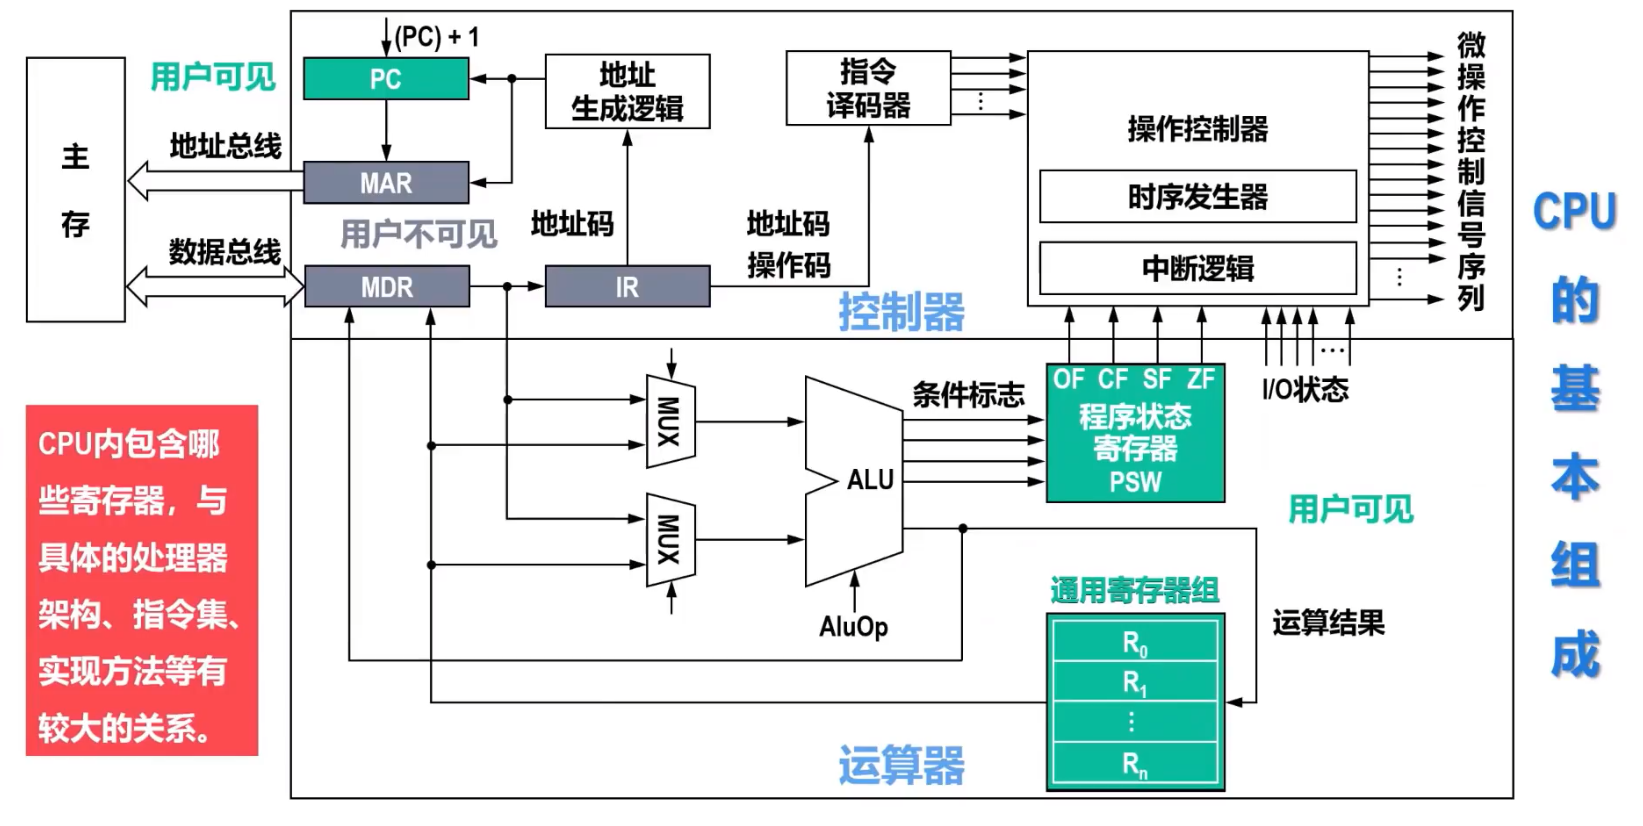 (PC) + 1
用户可见
PC
地址
生成逻辑
指令
译码器
微操作控制信号序列
操作控制器
主存
地址总线
MAR
时序发生器
CPU的基本组成
用户不可见
地址码
地址码
操作码
数据总线
MDR
IR
中断逻辑
控制器
OF CF SF ZF
I/O状态
CPU内包含哪
些寄存器，与
具体的处理器
架构、指令集、
实现方法等有
较大的关系。
MUX
条件标志
程序状态
寄存器
PSW
ALU
用户可见
MUX
AluOp
通用寄存器组
运算结果
R0
R1
⋮
Rn
运算器